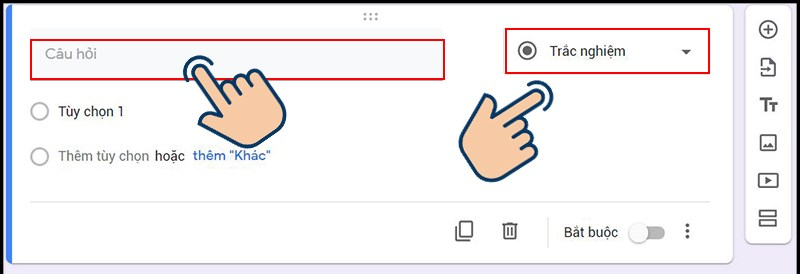 Câu hỏi
Trắc nghiệm
Tùy chọn 1
Thêm tùy chọn hoặc thêm "Khác"
Bắt buộc